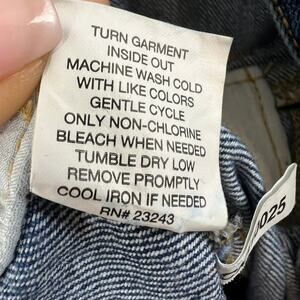 TURN GARMENT
INSIDE OUT
MACHINE WASH COLD
WITH LIKE COLORS
GENTLE CYCLE
ONLY NON-CHLORINE
BLEACH WHEN NEEDED
TUMBLE DRY LOW
REMOVE PROMPTLY
COOL IRON IF NEEDED
RN# 23243
0025